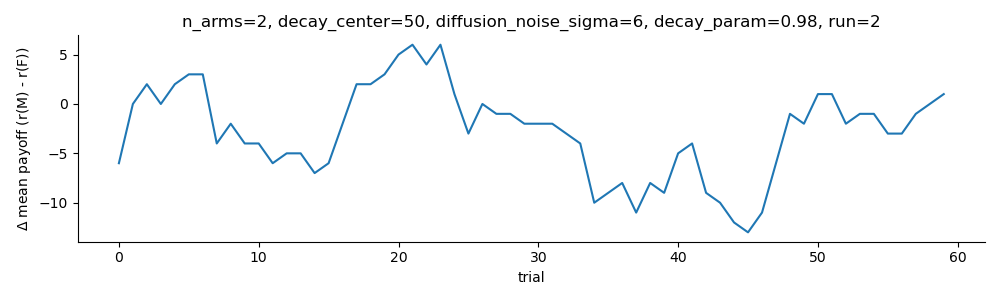 n_arms=2, decay_center=50, diffusion_noise_sigma=6, decay_param=0.98, run=2
Δ mean payoff (r(M) - r(F))
5
0
−5
−10
0 10 20 30 40 50 60
trial